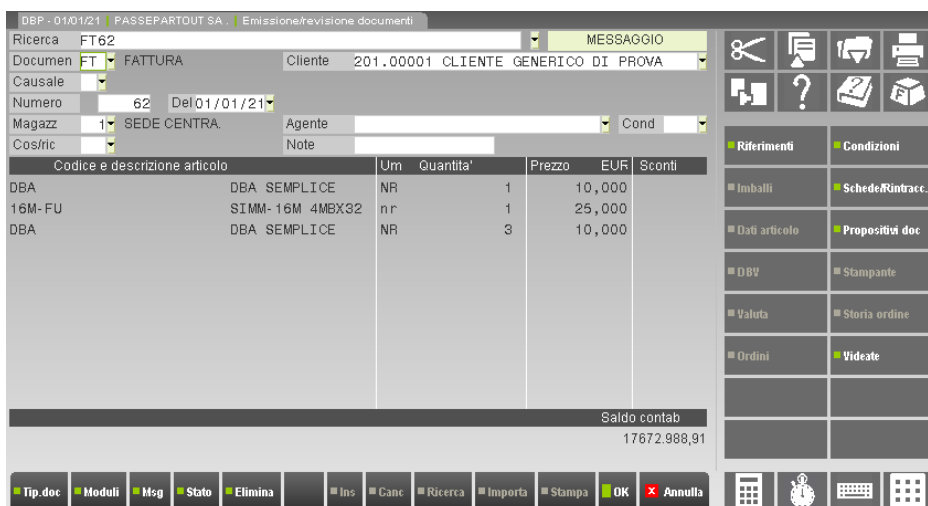 DBP - 01/01/21 | PASSEPARTOUT SA . | Emissione/revisione documenti
Ricerca FT62 MESSAGGIO
Documen FT FATTURA Cliente 201.00001 CLIENTE GENERICO DI PROVA
Causale
Numero 62 Del 01/01/21
Magazz 1 SEDE CENTRA. Agente Cond
Cos/ric Note
Codice e descrizione articolo Um Quantita' Prezzo EUR Sconti
DBA DBA SEMPLICE NR 1 10,000
16M-FU SIMM-16M 4MBX32 nr 1 25,000
DBA DBA SEMPLICE NR 3 10,000
Saldo contab
17672.988,91
Riferimenti Condizioni
Imballi Schede/Rintracc.
Dati articolo Propositivi doc
DBV Stampante
Valuta Storia ordine
Ordini Videate
Tip.doc Moduli Msg Stato Elimina Ins Canc Ricerca Importa Stampa OK X Annulla